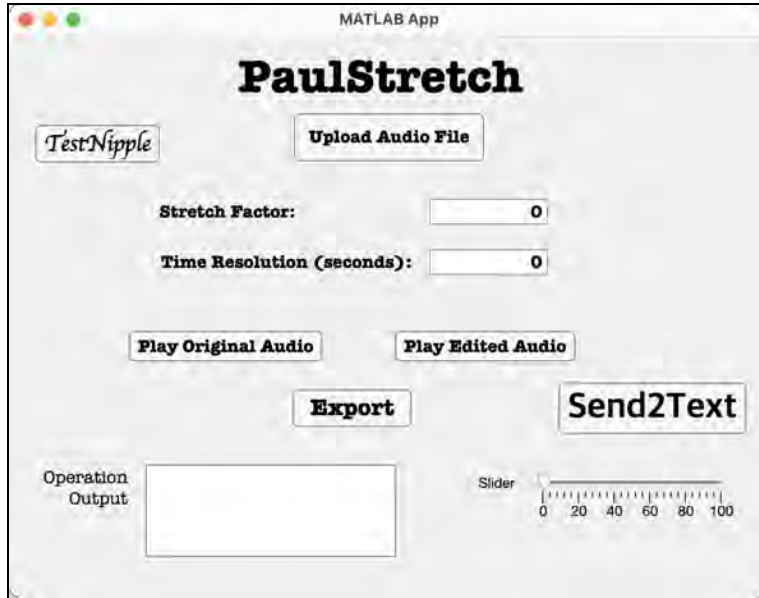 MATLAB App
PaulStretch
TestNipple
Upload Audio File
Stretch Factor:
0
Time Resolution (seconds):
0
Play Original Audio
Play Edited Audio
Export
Send2Text
Operation
Output
Slider
0 20 40 60 80 100